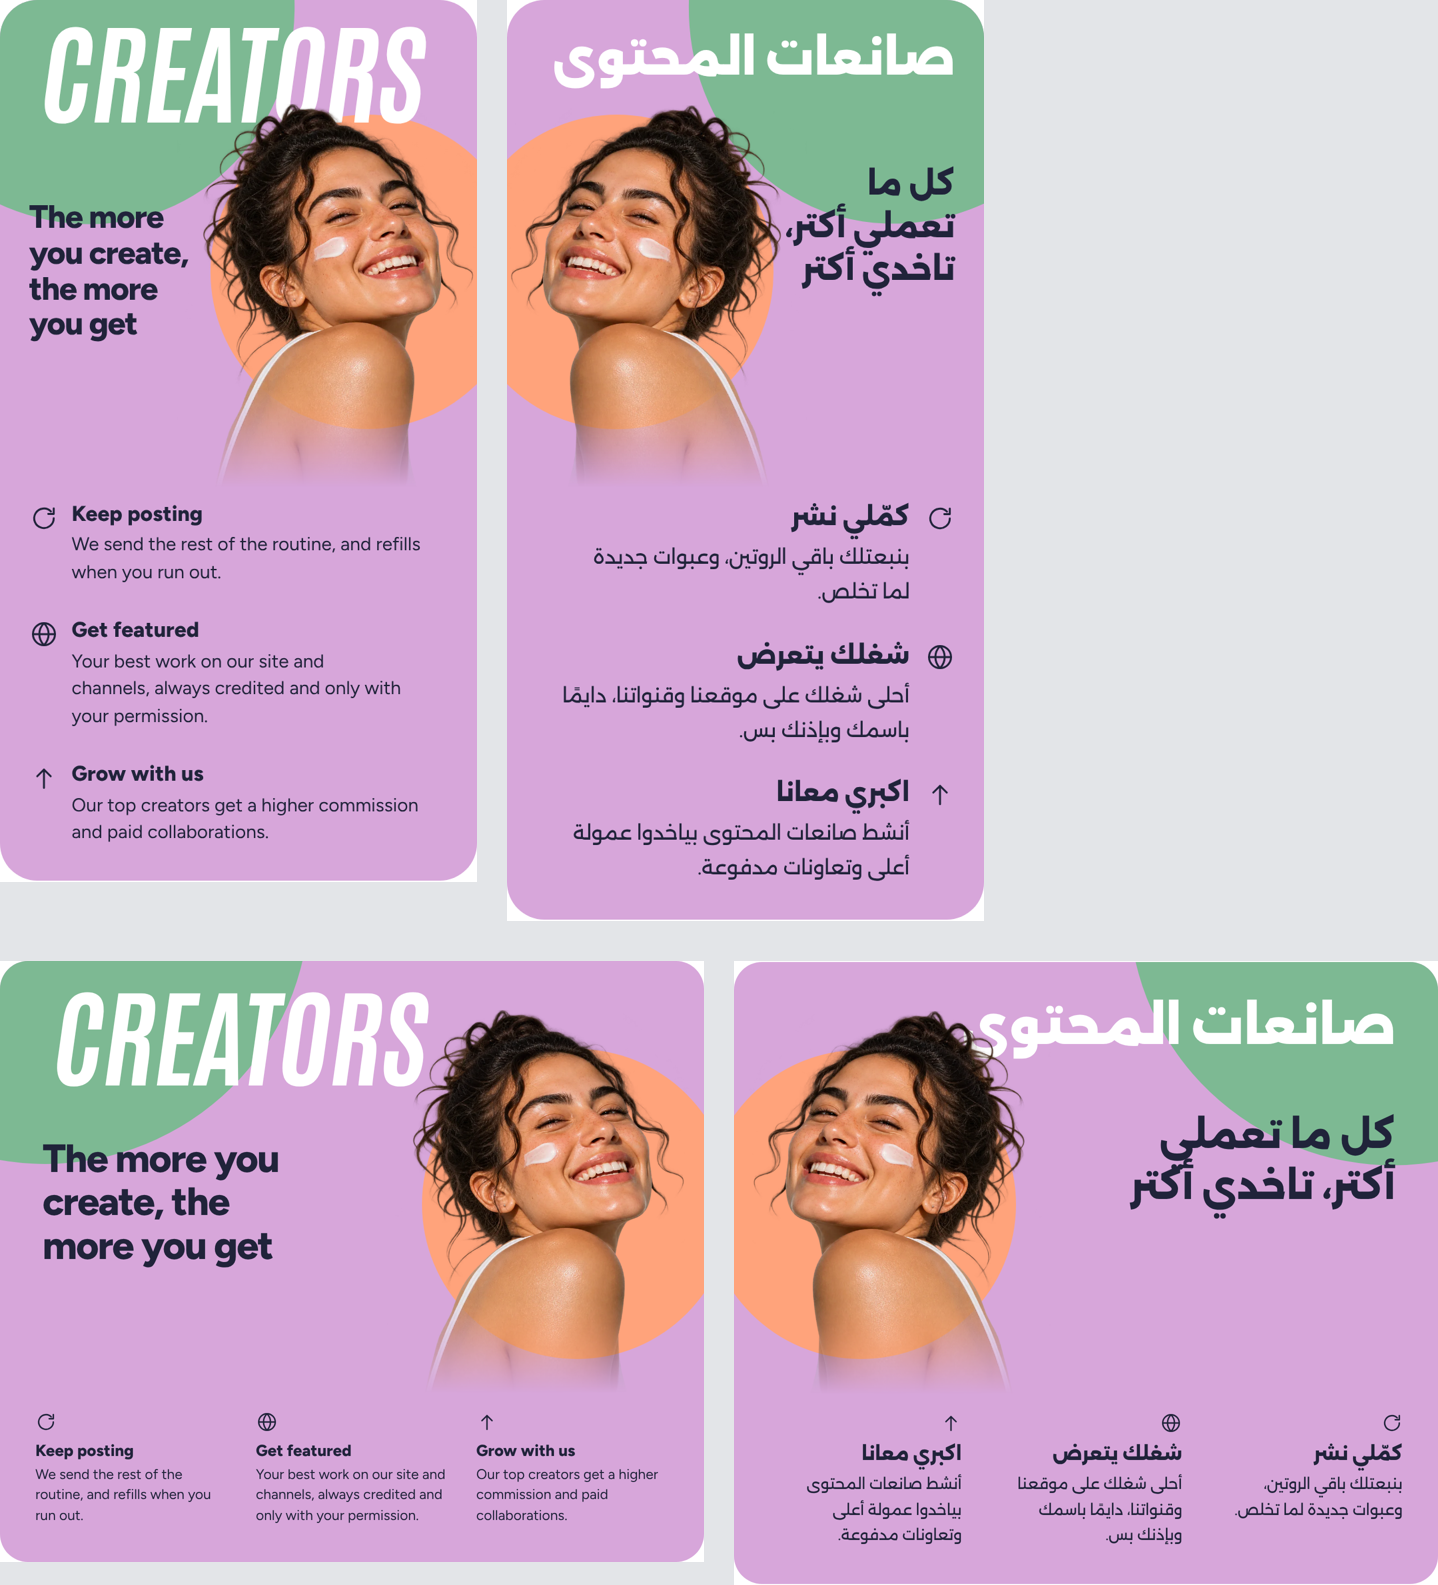 CREATORS
The more
you create,
the more
you get
Keep posting
We send the rest of the routine, and refills
when you run out.
Get featured
Your best work on our site and
channels, always credited and only with
your permission.
Grow with us
Our top creators get a higher commission
and paid collaborations.
صانعات المحتوى
كل ما
تعملي أكتر،
تاخدي أكتر
كمّلي نشر
بنبعتلك باقي الروتين، وعبوات جديدة
لما تخلص.
شغلك يتعرض
أحلى شغلك على موقعنا وقنواتنا، دايمًا
باسمك وبإذنك بس.
اكبري معانا
أنشط صانعات المحتوى بياخدوا عمولة
أعلى وتعاونات مدفوعة.
CREATORS
The more you
create, the
more you get
Keep posting
We send the rest of the
routine, and refills when you
run out.
Get featured
Your best work on our site and
channels, always credited and
only with your permission.
Grow with us
Our top creators get a higher
commission and paid
collaborations.
صانعات المحتوى
كل ما تعملي
أكتر، تاخدي أكتر
كمّلي نشر
بنبعتلك باقي الروتين،
وعبوات جديدة لما تخلص.
شغلك يتعرض
أحلى شغلك على موقعنا
وقنواتنا، دايمًا باسمك
وبإذنك بس.
اكبري معانا
أنشط صانعات المحتوى
بياخدوا عمولة أعلى
وتعاونات مدفوعة.